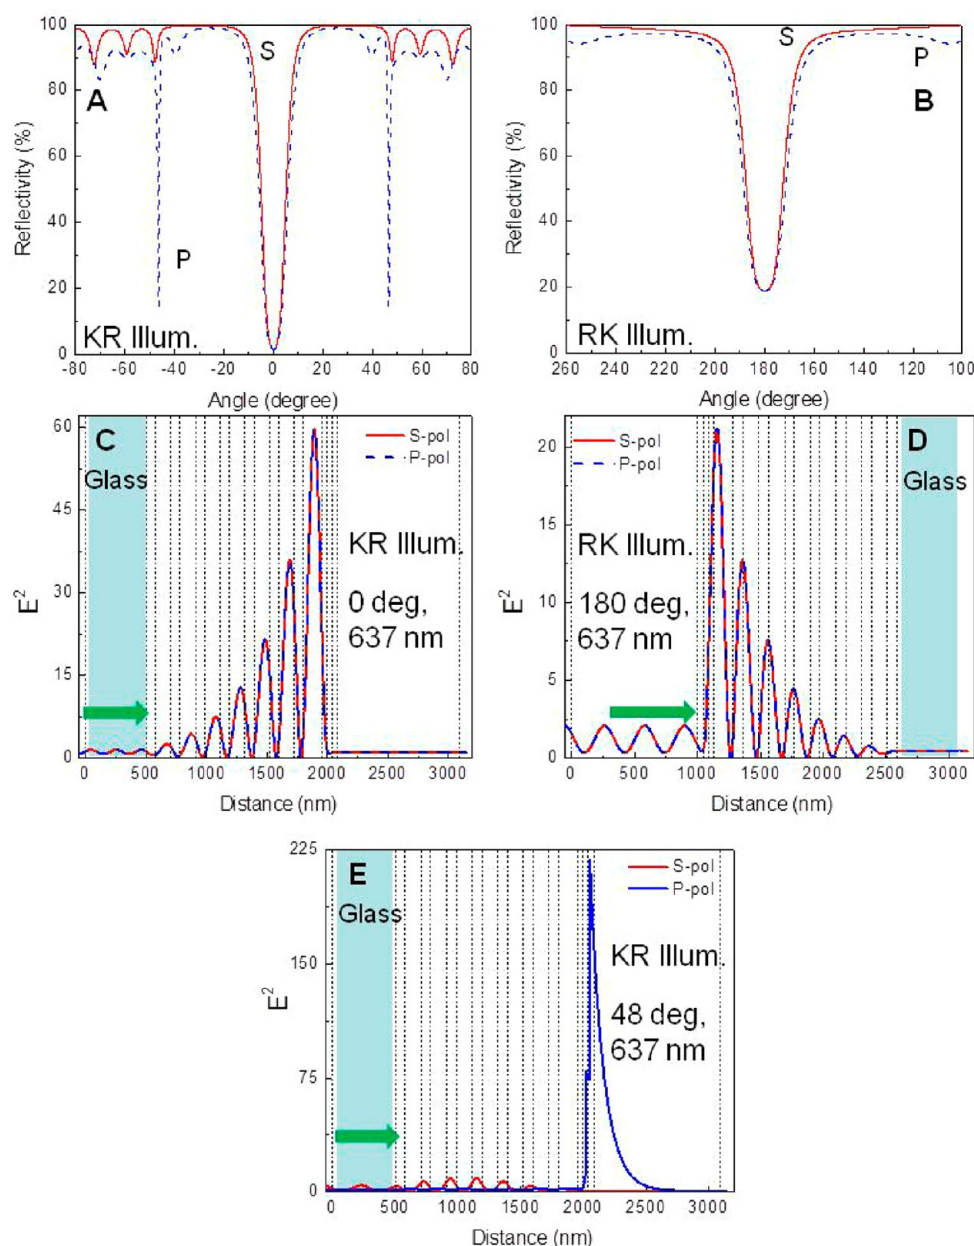 100
80
60
40
20
0
Reflectivity (%)
A
S
P
KR Illum.
-80 -60 -40 -20 0 20 40 60 80
Angle (degree)
100
80
60
40
20
0
Reflectivity (%)
S
P
B
RK Illum.
260 240 220 200 180 160 140 120 100
Angle (degree)
60
45
30
15
0
E2
C
Glass
S-pol
P-pol
KR Illum.
0 deg,
637 nm
0 500 1000 1500 2000 2500 3000
Distance (nm)
20
15
10
5
0
E2
S-pol
P-pol
D
Glass
RK Illum.
180 deg,
637 nm
0 500 1000 1500 2000 2500 3000
Distance (nm)
225
150
75
0
E2
E
Glass
S-pol
P-pol
KR Illum.
48 deg,
637 nm
0 500 1000 1500 2000 2500 3000
Distance (nm)